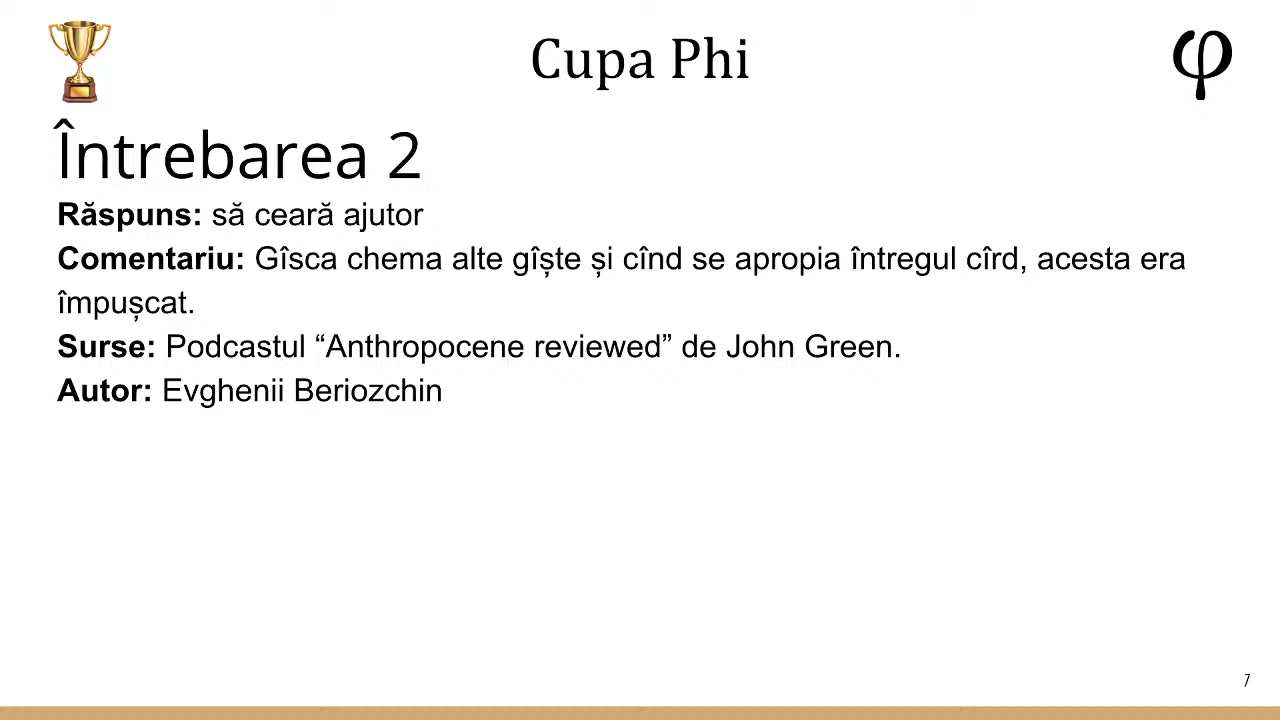 Cupa Phi
φ
Întrebarea 2
Răspuns: să ceară ajutor
Comentariu: Gîsca chema alte gîște și cînd se apropia întregul cîrd, acesta era
împușcat.
Surse: Podcastul “Anthropocene reviewed” de John Green.
Autor: Evghenii Beriozchin
7